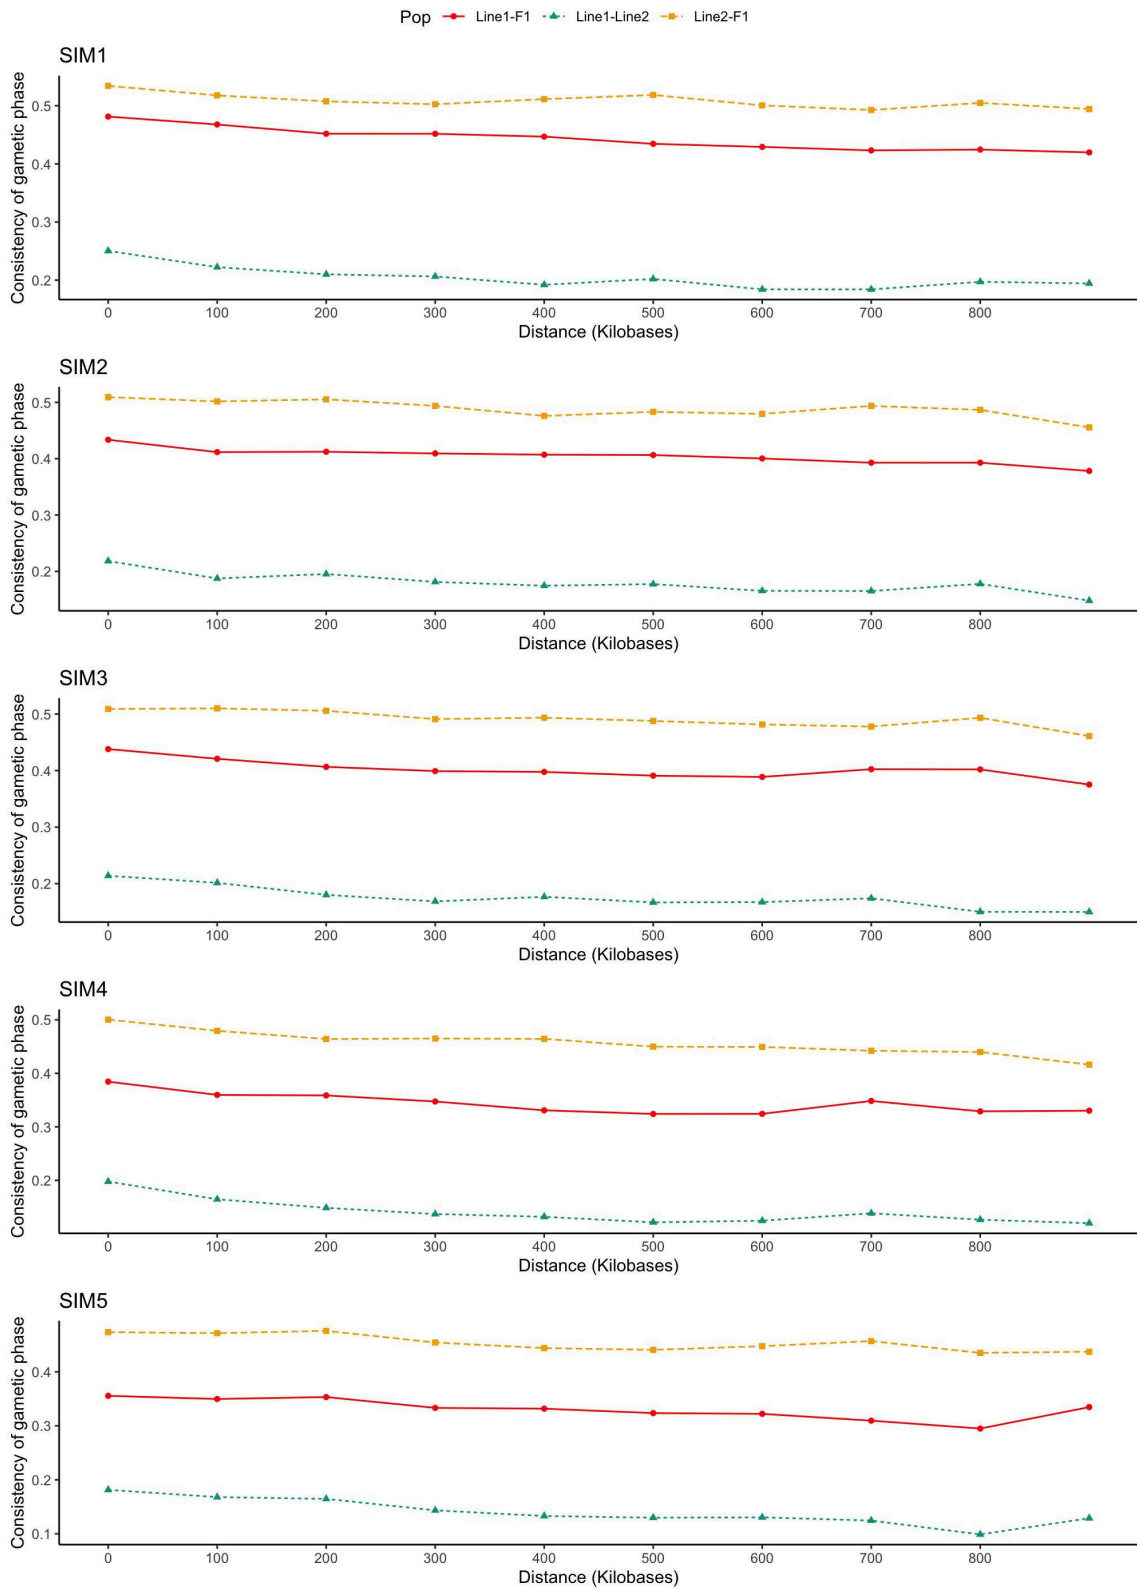 Pop Line1-F1 Line1-Line2 Line2-F1
SIM1
Consistency of gametic phase
0.5
0.4
0.3
0.2
0 100 200 300 400 500 600 700 800
Distance (Kilobases)
SIM2
Consistency of gametic phase
0.5
0.4
0.3
0.2
0 100 200 300 400 500 600 700 800
Distance (Kilobases)
SIM3
Consistency of gametic phase
0.5
0.4
0.3
0.2
0 100 200 300 400 500 600 700 800
Distance (Kilobases)
SIM4
Consistency of gametic phase
0.5
0.4
0.3
0.2
0 100 200 300 400 500 600 700 800
Distance (Kilobases)
SIM5
Consistency of gametic phase
0.4
0.3
0.2
0.1
0 100 200 300 400 500 600 700 800
Distance (Kilobases)